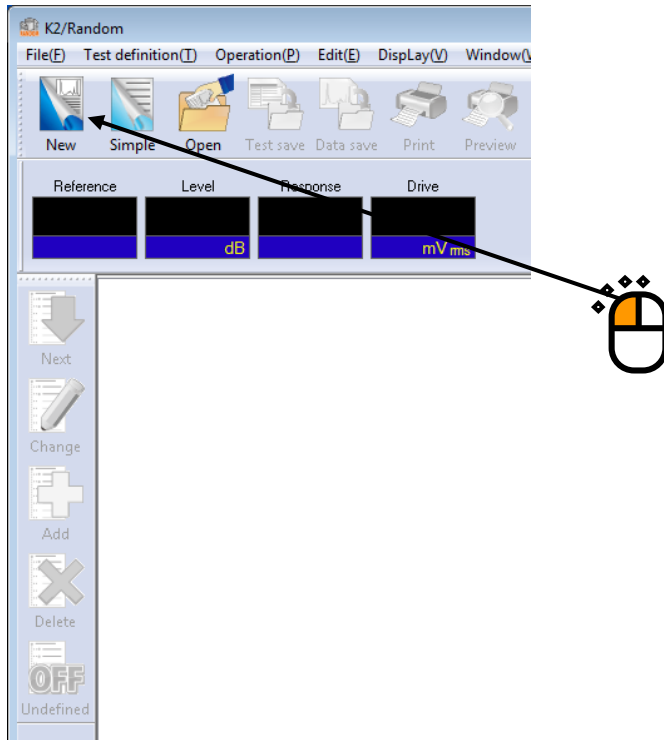 K2/Random
File(F) Test definition(T) Operation(P) Edit(E) DispLay(V) Window(
New Simple Open Test save Data save Print Preview
Reference Level Response Drive
dB mV rms
Next
Change
Add
Delete
OFF
Undefined